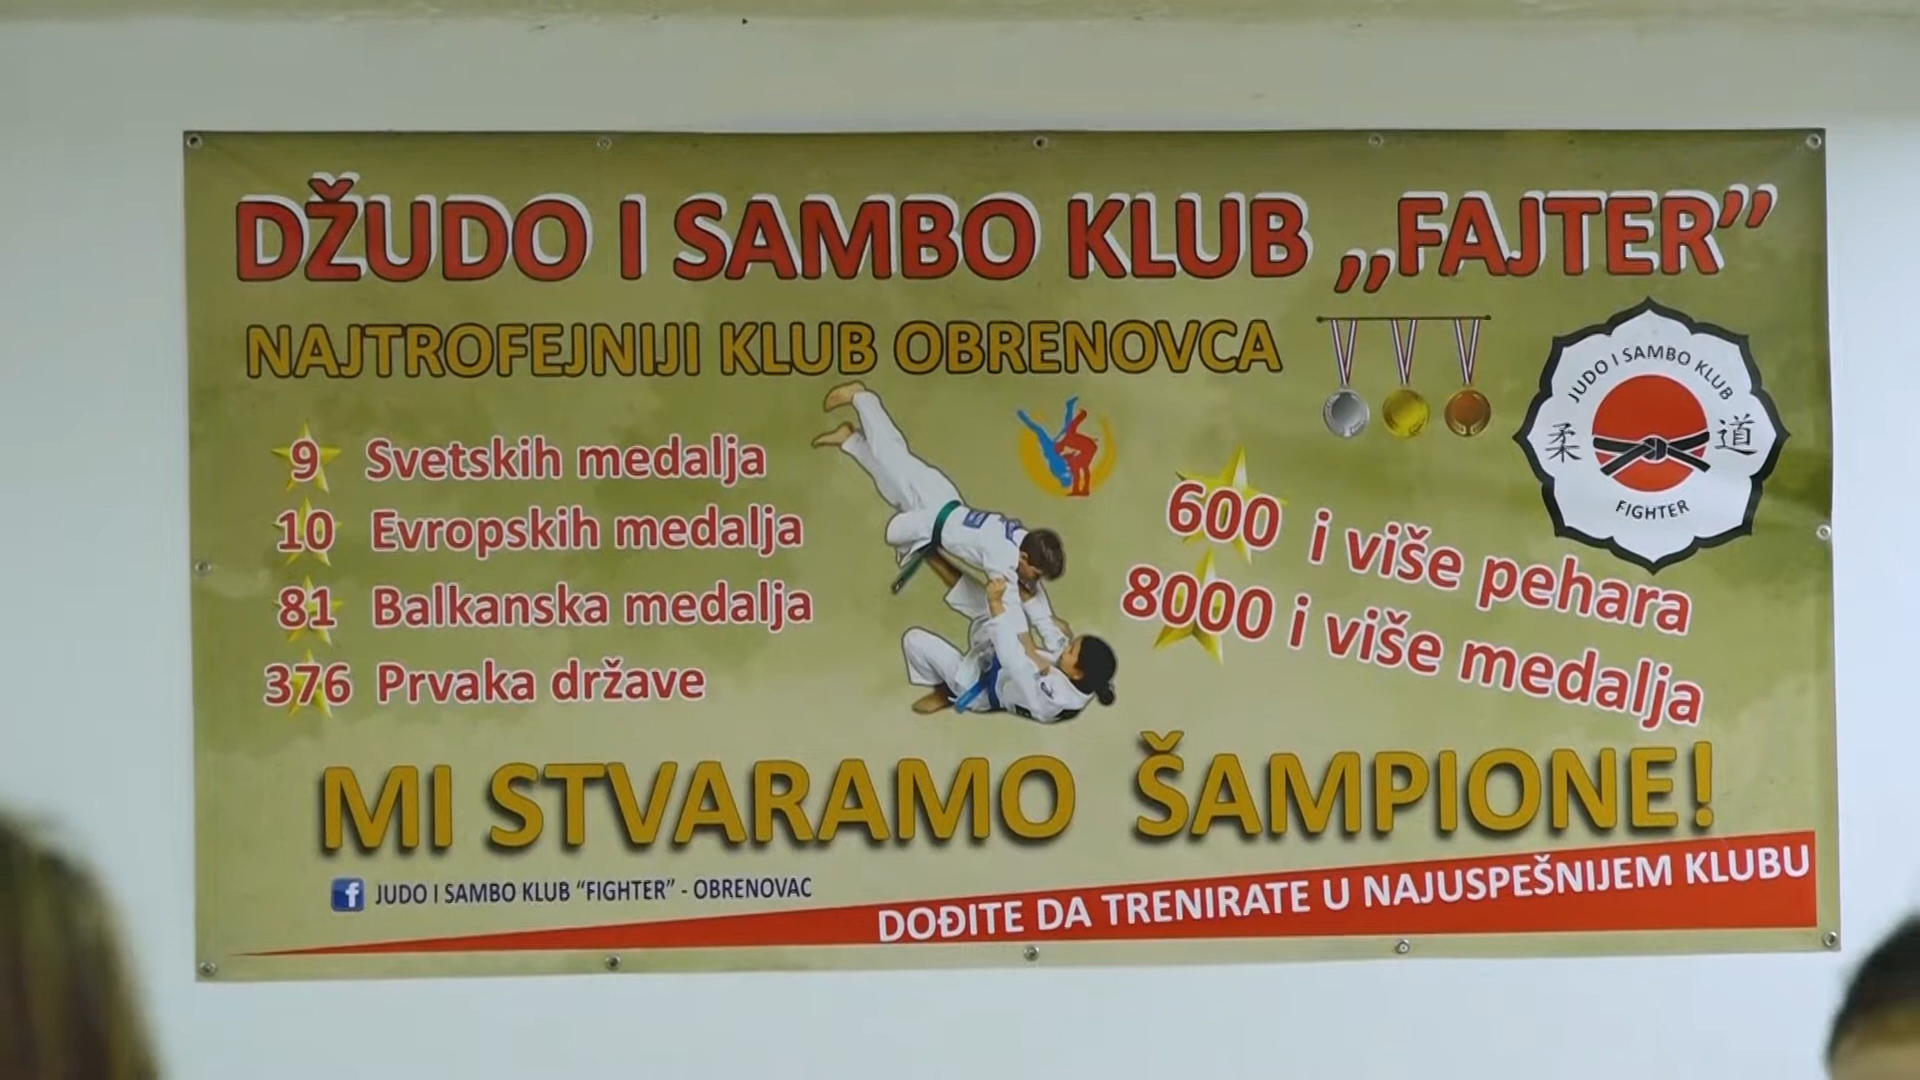 DŽUDO I SAMBO KLUB „FAJTER”
NAJTROFEJNIJI KLUB OBRENOVCA
JUDO I SAMBO KLUB
柔 道
FIGHTER
9 Svetskih medalja
10 Evropskih medalja
81 Balkanska medalja
376 Prvaka države
600 i više pehara
8000 i više medalja
MI STVARAMO ŠAMPIONE!
f JUDO I SAMBO KLUB “FIGHTER” - OBRENOVAC
DOĐITE DA TRENIRATE U NAJUSPEŠNIJEM KLUBU